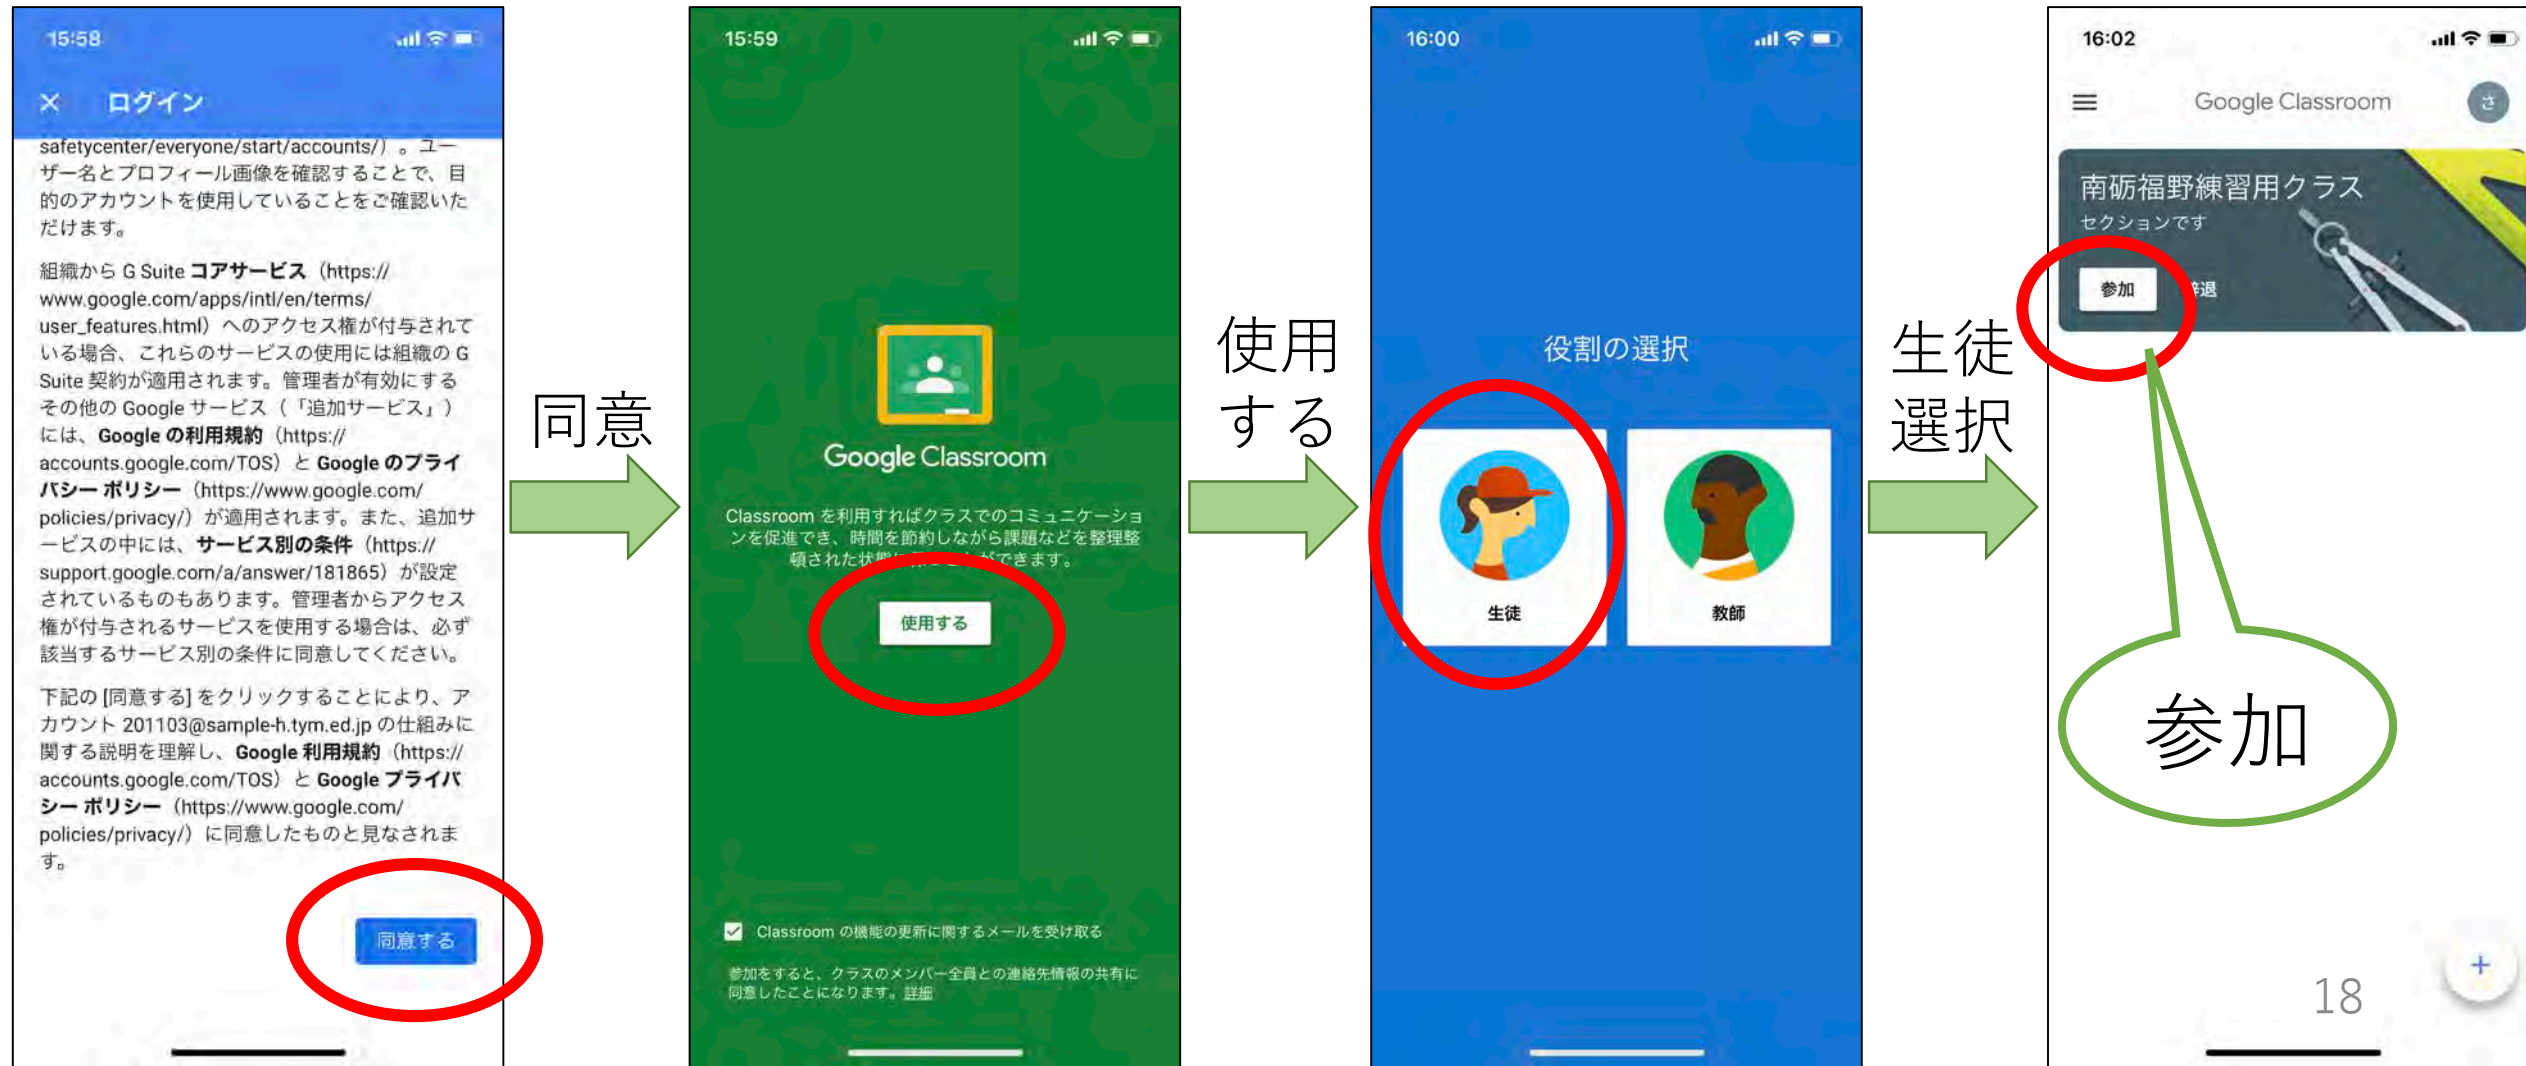 15:58
ログイン
safetycenter/everyone/start/accounts/）。ユー
ザー名とプロフィール画像を確認することで、目
的のアカウントを使用していることをご確認いた
だけます。
組織から G Suite コアサービス（https://
www.google.com/apps/intl/en/terms/
user_features.html）へのアクセス権が付与されて
いる場合、これらのサービスの使用には組織の G
Suite 契約が適用されます。管理者が有効にする
その他の Google サービス（「追加サービス」）
には、Google の利用規約（https://
accounts.google.com/TOS）と Google のプライ
バシー ポリシー（https://www.google.com/
policies/privacy/）が適用されます。また、追加サ
ービスの中には、サービス別の条件（https://
support.google.com/a/answer/181865）が設定
されているものもあります。管理者からアクセス
権が付与されるサービスを使用する場合は、必ず
該当するサービス別の条件に同意してください。
下記の [同意する] をクリックすることにより、ア
カウント 201103@sample-h.tym.ed.jp の仕組みに
関する説明を理解し、Google 利用規約（https://
accounts.google.com/TOS）と Google プライバ
シー ポリシー（https://www.google.com/
policies/privacy/）に同意したものと見なされま
す。
同意する
同意
15:59
Google Classroom
Classroom を利用すればクラスでのコミュニケーショ
ンを促進でき、時間を節約しながら課題などを整理整
頓された状態に ができます。
使用する
Classroom の機能の更新に関するメールを受け取る
参加をすると、クラスのメンバー全員との連絡先情報の共有に
同意したことになります。詳細
使用
する
16:00
役割の選択
生徒
教師
生徒
選択
16:02
Google Classroom
さ
南砺福野練習用クラス
セクションです
参加
辞退
参加
18